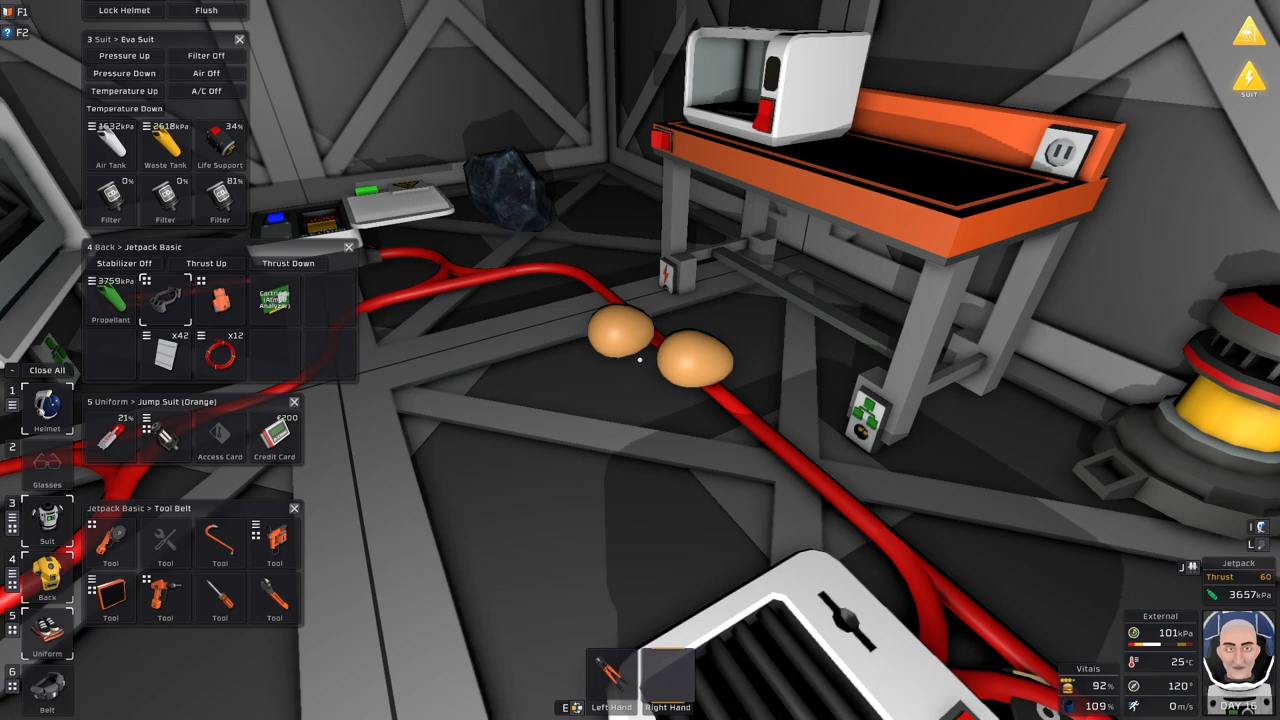 F1
F2
Lock Helmet Flush
3 Suit > Eva Suit
Pressure Up Filter Off
Pressure Down Air Off
Temperature Up A/C Off
Temperature Down
1632kPa 2618kPa 34%
Air Tank Waste Tank Life Support
0% 0% 81%
Filter Filter Filter
4 Back > Jetpack Basic
Stabilizer Off Thrust Up Thrust Down
3759kPa
Cartridge (Atmos Analyzer)
Propellant
x42 x12
Close All
5 Uniform > Jump Suit (Orange)
21% €200
Access Card Credit Card
Jetpack Basic > Tool Belt
Tool Tool Tool Tool
Tool Tool Tool Tool
1
Helmet
2
Glasses
3
Suit
4
Back
5
Uniform
6
Belt
E Left Hand Right Hand
SUIT
I
L
J
Jetpack
Thrust 60
3657kPa
External
101kPa
25°C
120°
0m/s
Vitals
92%
109%
DAY 16